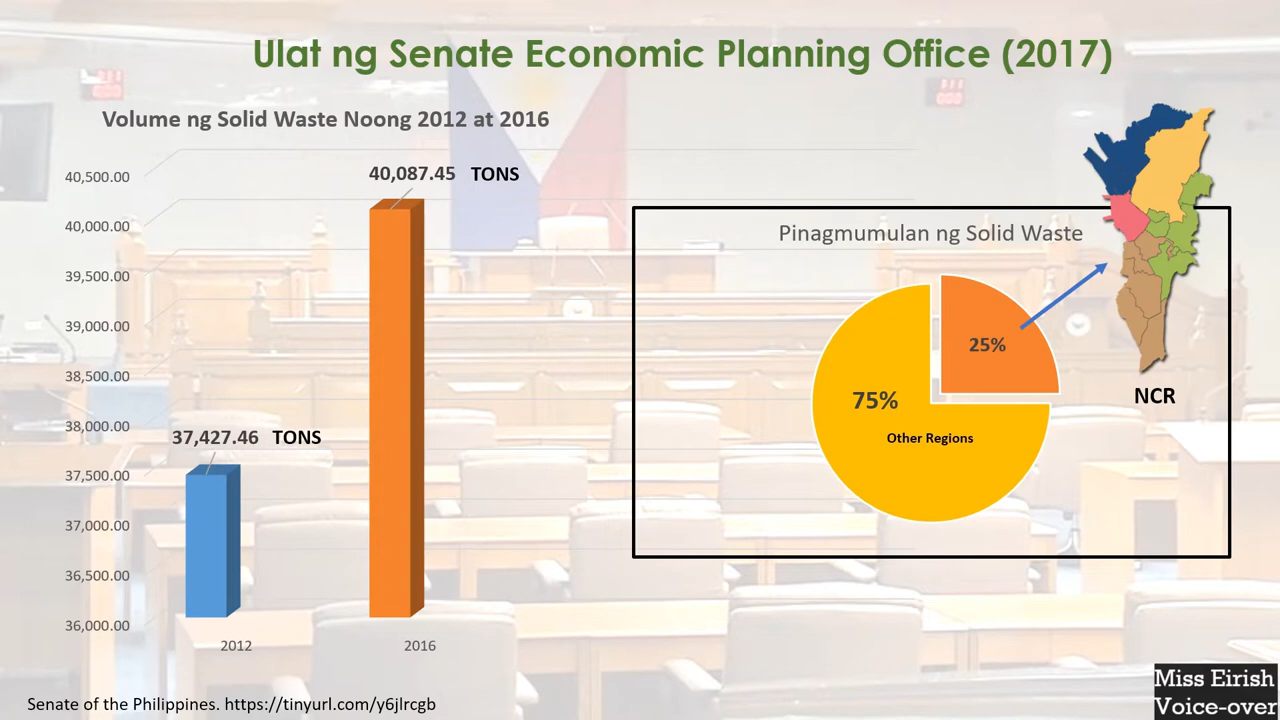 Ulat ng Senate Economic Planning Office (2017)
Volume ng Solid Waste Noong 2012 at 2016
40,500.00
40,000.00
39,500.00
39,000.00
38,500.00
38,000.00
37,500.00
37,000.00
36,500.00
36,000.00
37,427.46 TONS
40,087.45 TONS
2012
2016
Pinagmumulan ng Solid Waste
25%
75%
Other Regions
NCR
Senate of the Philippines. https://tinyurl.com/y6jlrcgb
Miss Eirish
Voice-over